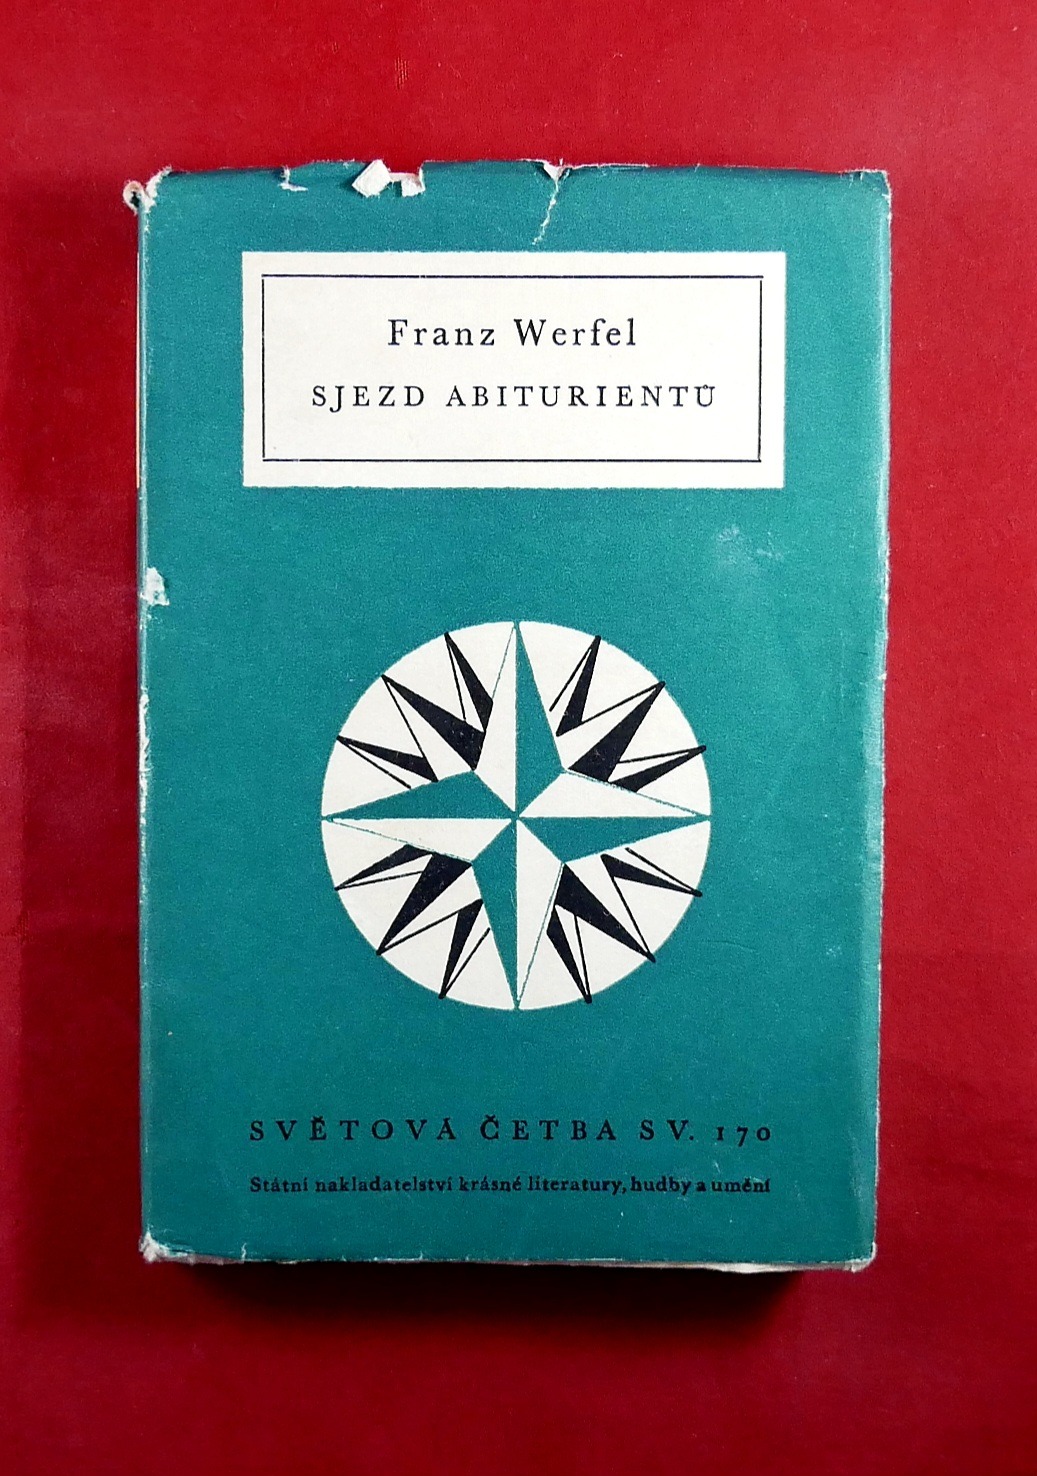 Franz Werfel
SJEZD ABITURIENTŮ
SVĚTOVÁ ČETBA SV. 170
Státní nakladatelství krásné literatury, hudby a umění